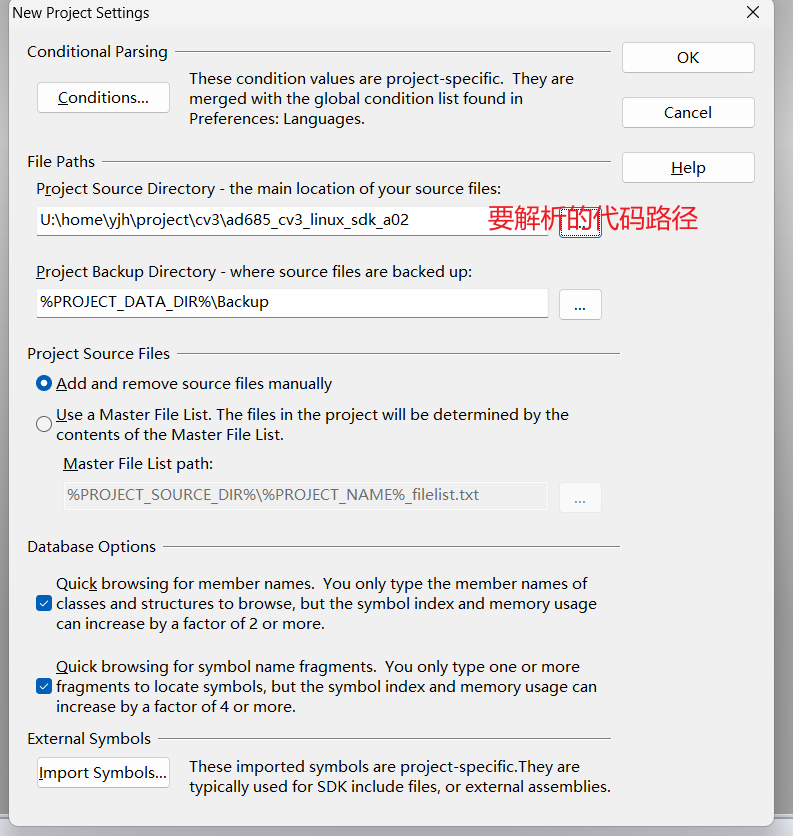 New Project Settings
Conditional Parsing
OK
Conditions...
These condition values are project-specific.  They are
merged with the global condition list found in
Preferences: Languages.
Cancel
File Paths
Help
Project Source Directory - the main location of your source files:
U:\home\yjh\project\cv3\ad685_cv3_linux_sdk_a02
...
要解析的代码路径
Project Backup Directory - where source files are backed up:
%PROJECT_DATA_DIR%\Backup
...
Project Source Files
Add and remove source files manually
Use a Master File List. The files in the project will be determined by the
contents of the Master File List.
Master File List path:
%PROJECT_SOURCE_DIR%\%PROJECT_NAME%_filelist.txt
...
Database Options
Quick browsing for member names.  You only type the member names of
classes and structures to browse, but the symbol index and memory usage
can increase by a factor of 2 or more.
Quick browsing for symbol name fragments.  You only type one or more
fragments to locate symbols, but the symbol index and memory usage can
increase by a factor of 4 or more.
External Symbols
Import Symbols...
These imported symbols are project-specific.They are
typically used for SDK include files, or external assemblies.